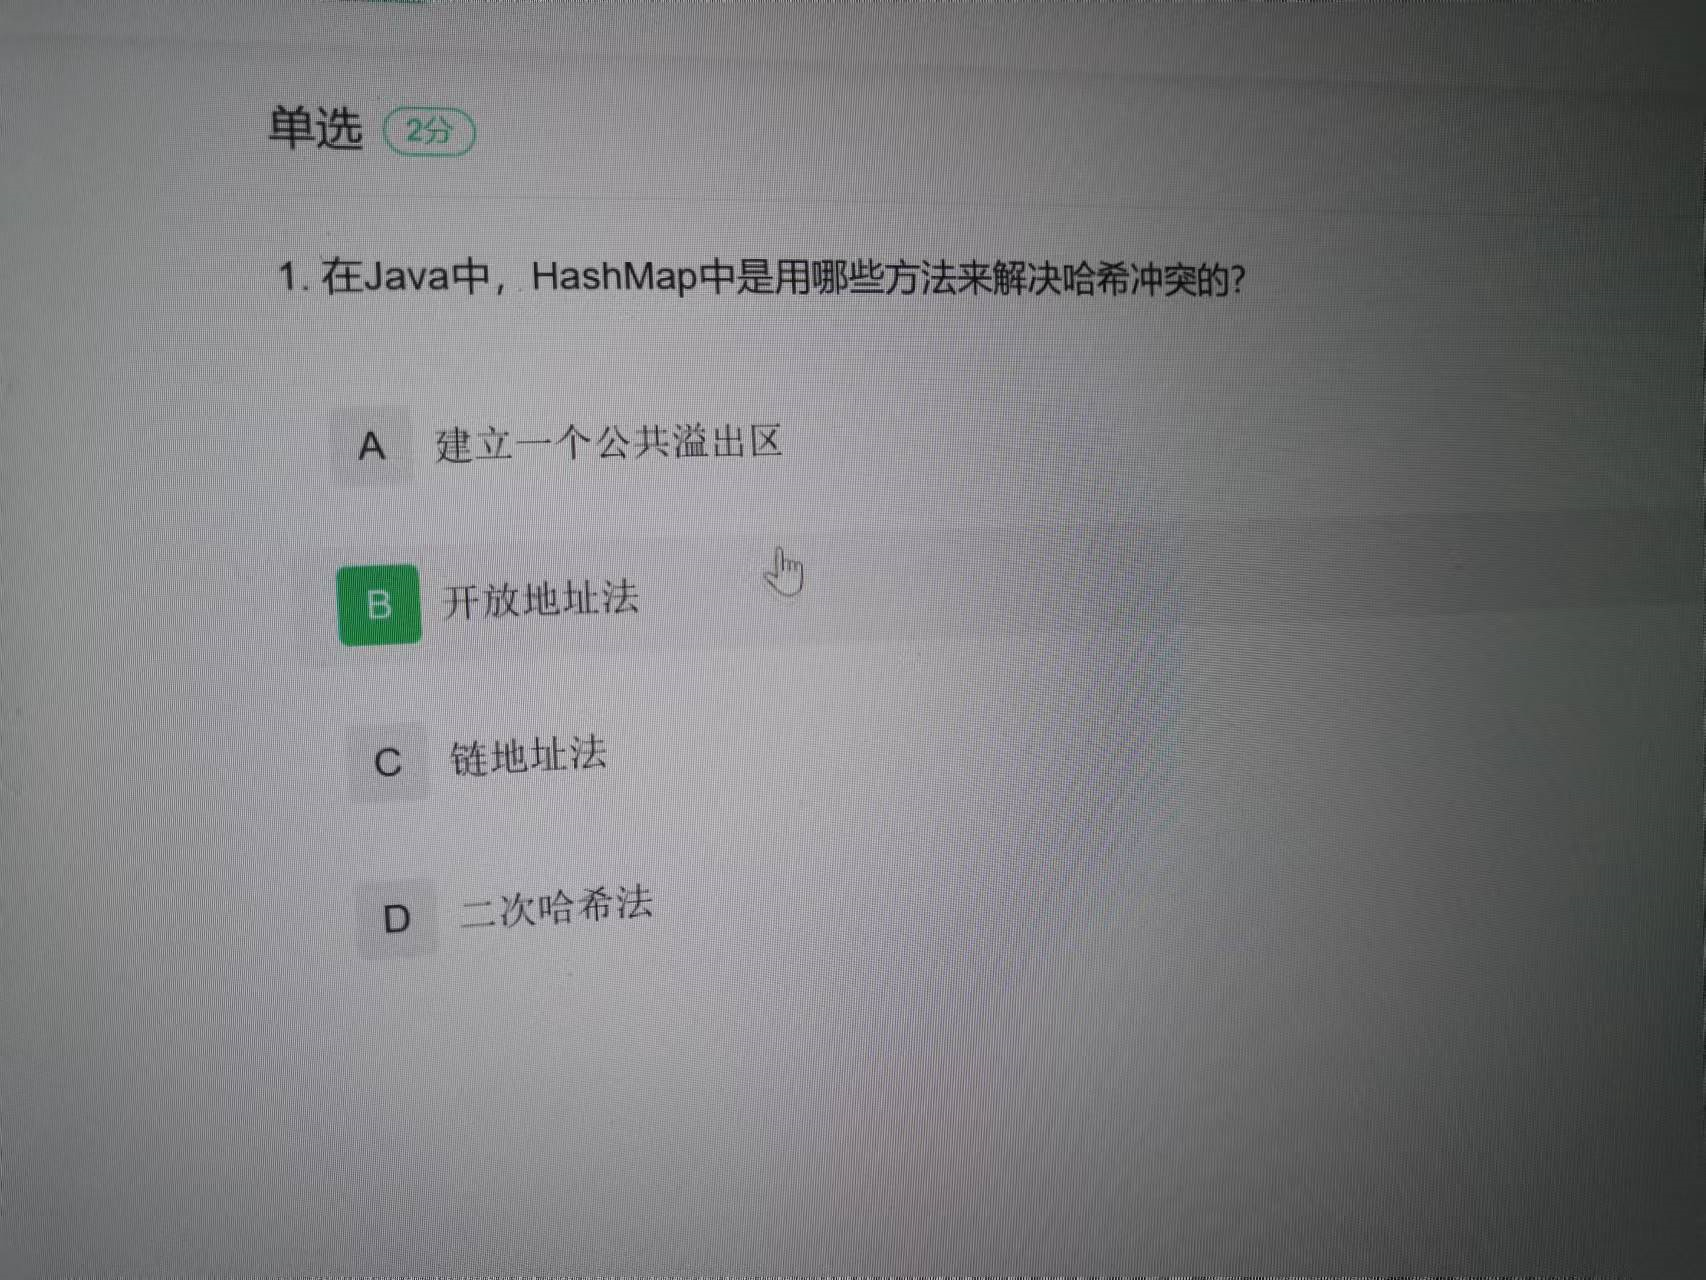 单选 2分
1. 在Java中，HashMap中是用哪些方法来解决哈希冲突的?
A 建立一个公共溢出区
B 开放地址法
C 链地址法
D 二次哈希法